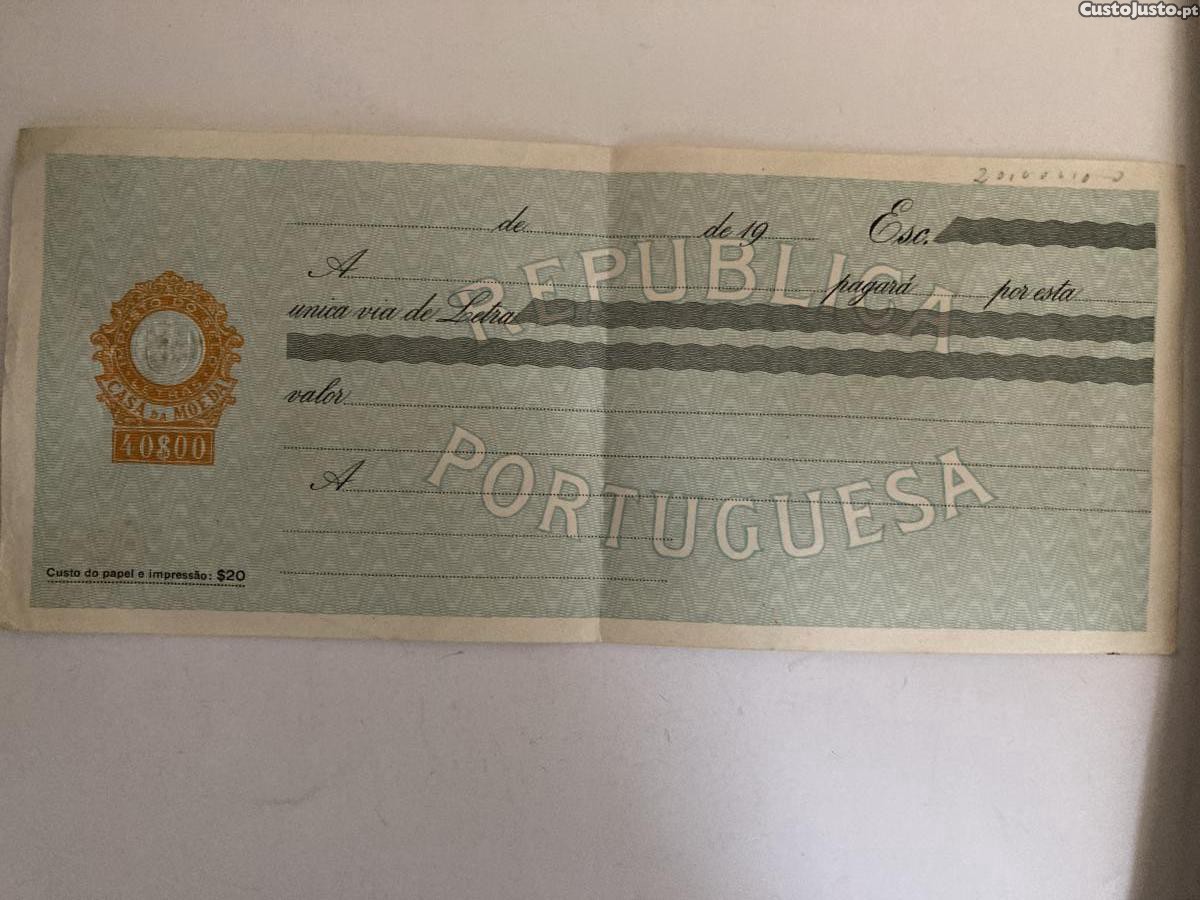 CustoJusto.pt
de de 19 Esc.
A pagará por esta
unica via de Letra
valor
A
REPUBLICA
PORTUGUESA
CASA DA MOEDA
40$00
Custo do papel e impressão: $20